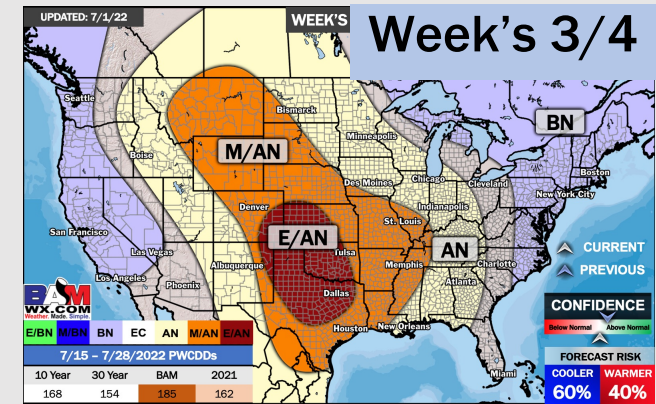 UPDATED: 7/1/22
WEEK'S
Week's 3/4
Seattle
Bismarck
BN
Minneapolis
M/AN
Boise
Boston
Chicago
Cleveland
Des Moines
New York City
Denver
Indianapolis
St. Louis
San Francisco
E/AN
AN
CURRENT
Las Vegas
Tulsa
Albuquerque
Memphis
Charlotte
PREVIOUS
Los Angeles
Phoenix
Atlanta
Dallas
BAM
WX.COM
Weather. Made. Simple.
CONFIDENCE
Below Normal
Above Normal
Houston
New Orleans
E/BN M/BN BN EC AN M/AN E/AN
7/15 – 7/28/2022 PWCDDs
FORECAST RISK
10 Year 30 Year BAM 2021
Miami
COOLER WARMER
168 154 185 162
60% 40%